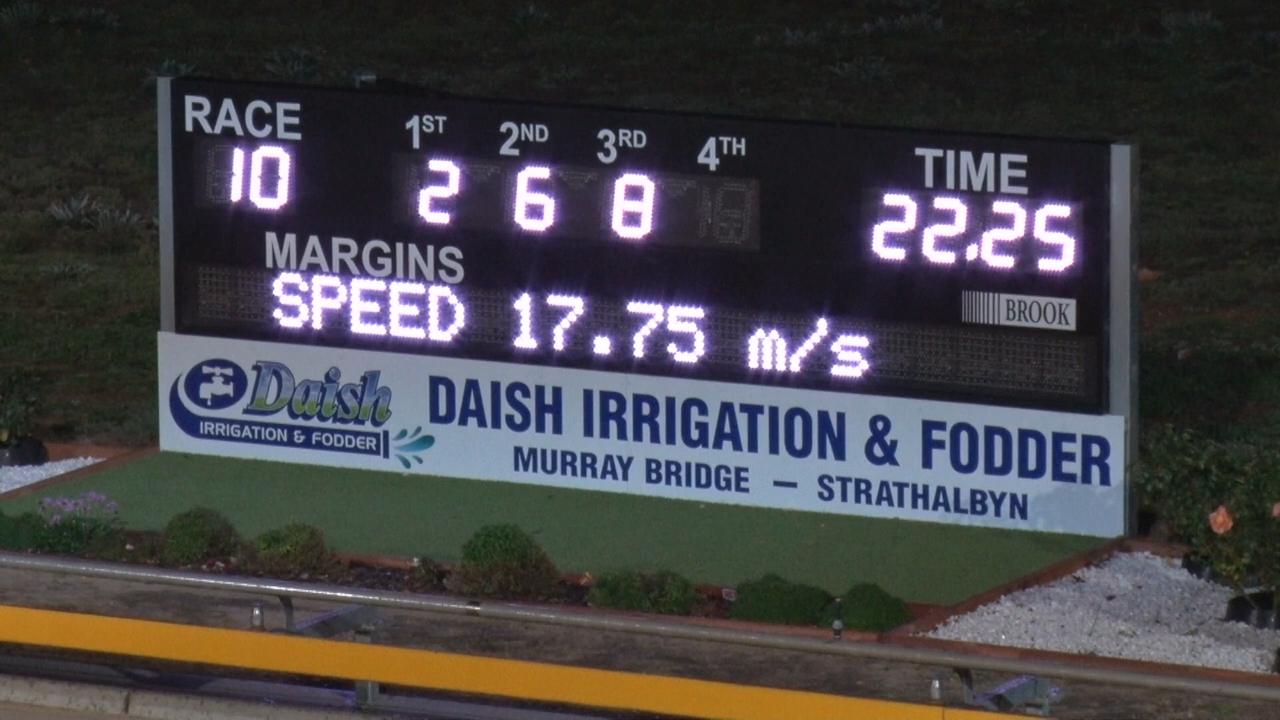 RACE 1ST 2ND 3RD 4TH TIME
10 2 6 8 22.25
MARGINS
SPEED 17.75 m/s
BROOK
Daish
IRRIGATION & FODDER
DAISH IRRIGATION & FODDER
MURRAY BRIDGE — STRATHALBYN